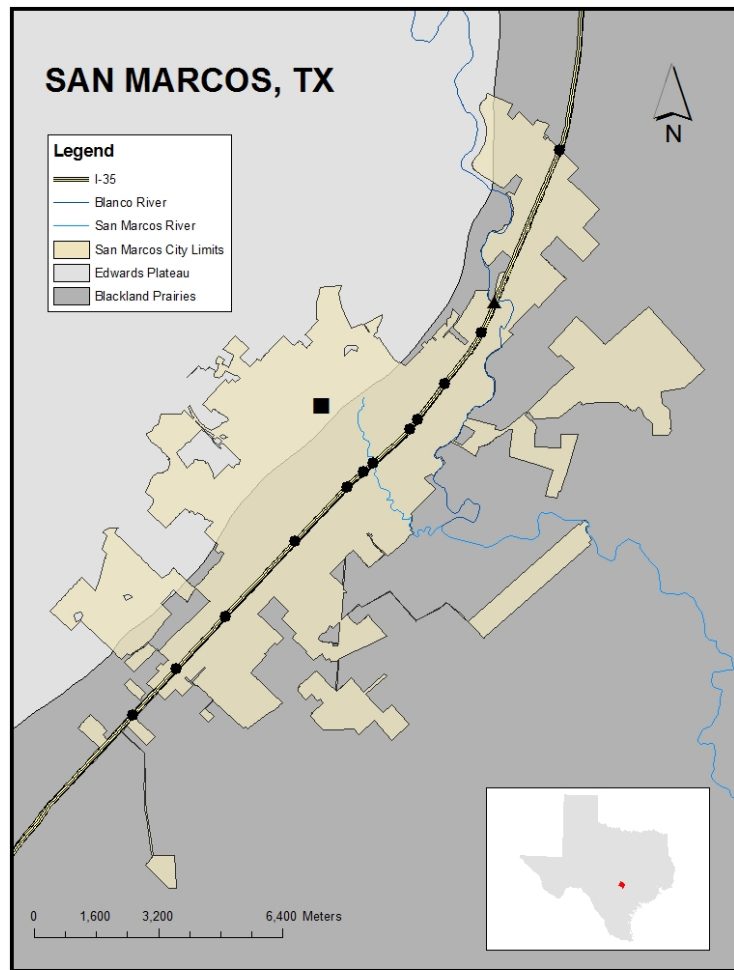 SAN MARCOS, TX
N
Legend
I-35
Blanco River
San Marcos River
San Marcos City Limits
Edwards Plateau
Blackland Prairies
0 1,600 3,200 6,400 Meters